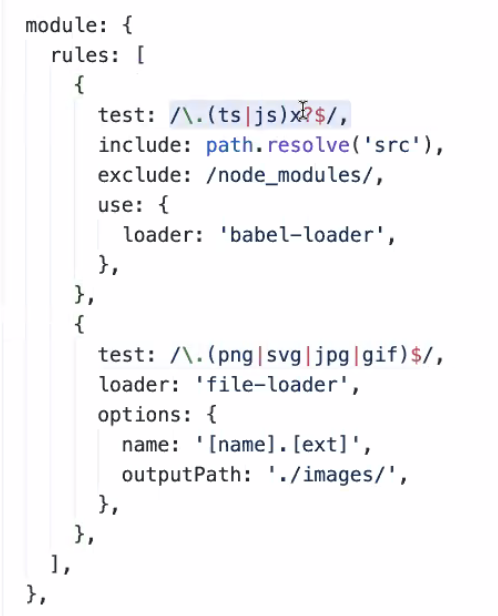 module: {
rules: [
{
test: /\.(ts|js)x?$/,
include: path.resolve('src'),
exclude: /node_modules/,
use: {
loader: 'babel-loader',
},
},
{
test: /\.(png|svg|jpg|gif)$/,
loader: 'file-loader',
options: {
name: '[name].[ext]',
outputPath: './images/',
},
},
],
},